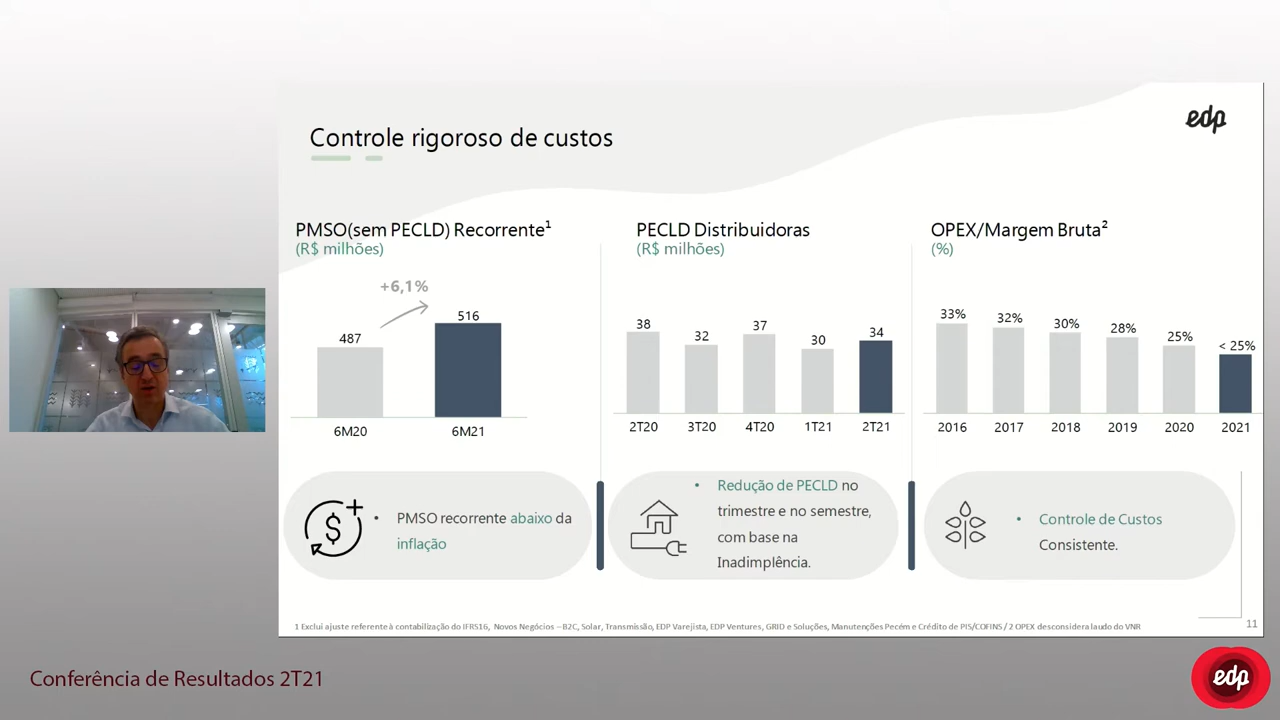 edp
Controle rigoroso de custos
PMSO(sem PECLD) Recorrente¹
(R$ milhões)
+6,1%
487
516
6M20
6M21
PECLD Distribuidoras
(R$ milhões)
38
32
37
30
34
2T20
3T20
4T20
1T21
2T21
OPEX/Margem Bruta²
(%)
33%
32%
30%
28%
25%
< 25%
2016
2017
2018
2019
2020
2021
$
• PMSO recorrente abaixo da
inflação
• Redução de PECLD no
trimestre e no semestre,
com base na
Inadimplência.
• Controle de Custos
Consistente.
1 Exclui ajuste referente à contabilização do IFRS16, Novos Negócios – B2C, Solar, Transmissão, EDP Varejista, EDP Ventures, GRID e Soluções, Manutenções Pecém e Crédito de PIS/COFINS / 2 OPEX desconsidera laudo do VNR
11
Conferência de Resultados 2T21
edp